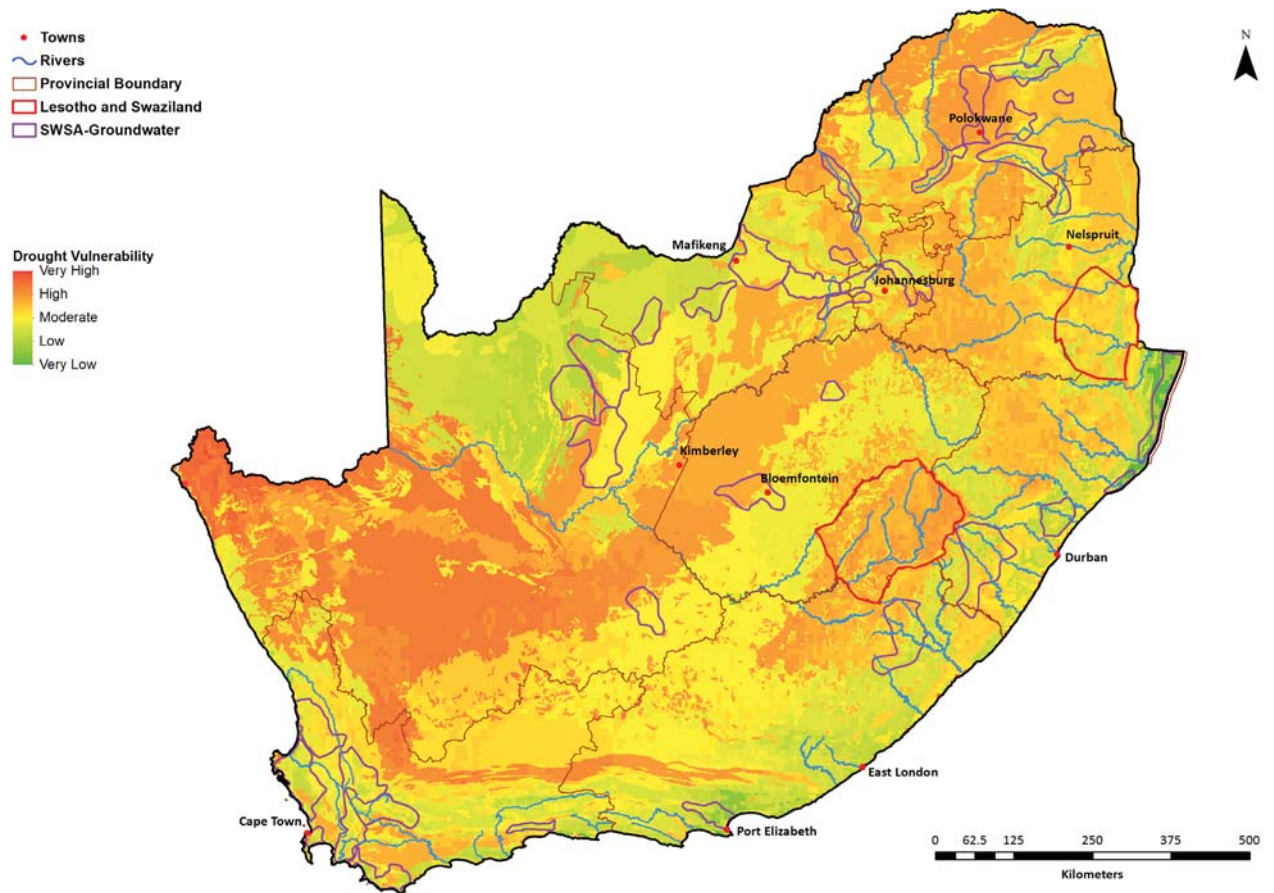 Towns
Rivers
Provincial Boundary
Lesotho and Swaziland
SWSA-Groundwater
Drought Vulnerability
Very High
High
Moderate
Low
Very Low
N
Polokwane
Nelspruit
Mafikeng
Johannesburg
Kimberley
Bloemfontein
Durban
East London
Cape Town
Port Elizabeth
0 62.5 125 250 375 500
Kilometers